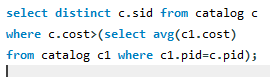 select distinct c.sid from catalog c
where c.cost>(select avg(c1.cost)
from catalog c1 where c1.pid=c.pid);